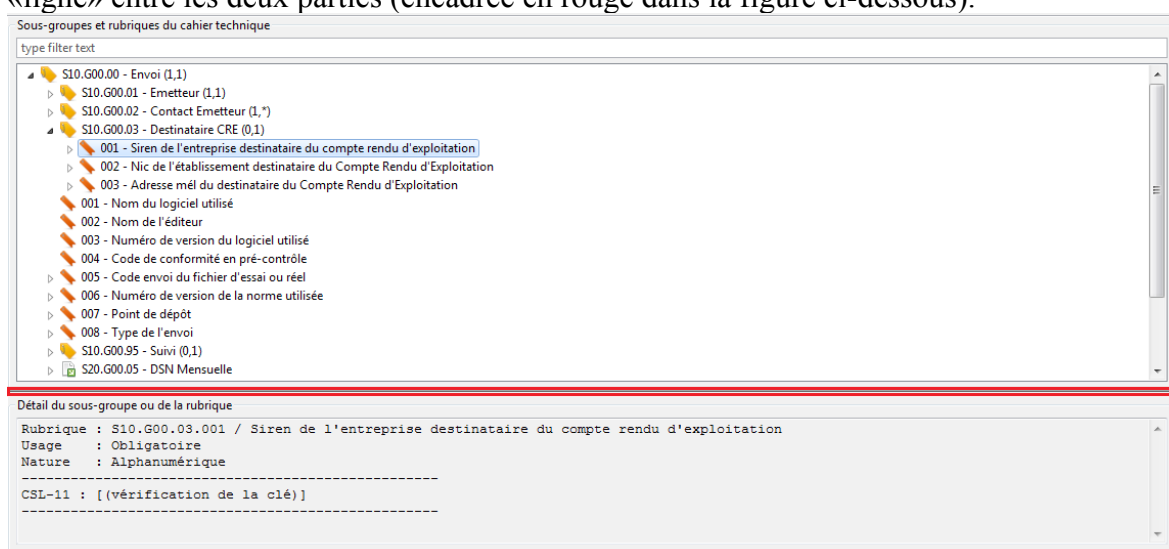 «ligne» entre les deux parties (encadrée en rouge dans la figure ci-dessous).
Sous-groupes et rubriques du cahier technique
type filter text
S10.G00.00 - Envoi (1,1)
S10.G00.01 - Emetteur (1,1)
S10.G00.02 - Contact Emetteur (1,*)
S10.G00.03 - Destinataire CRE (0,1)
001 - Siren de l'entreprise destinataire du compte rendu d'exploitation
002 - Nic de l'établissement destinataire du Compte Rendu d'Exploitation
003 - Adresse mél du destinataire du Compte Rendu d'Exploitation
001 - Nom du logiciel utilisé
002 - Nom de l'éditeur
003 - Numéro de version du logiciel utilisé
004 - Code de conformité en pré-contrôle
005 - Code envoi du fichier d'essai ou réel
006 - Numéro de version de la norme utilisée
007 - Point de dépôt
008 - Type de l'envoi
S10.G00.95 - Suivi (0,1)
S20.G00.05 - DSN Mensuelle
Détail du sous-groupe ou de la rubrique
Rubrique : S10.G00.03.001 / Siren de l'entreprise destinataire du compte rendu d'exploitation
Usage : Obligatoire
Nature : Alphanumérique
---------------------------------------------------
CSL-11 : [(vérification de la clé)]
---------------------------------------------------